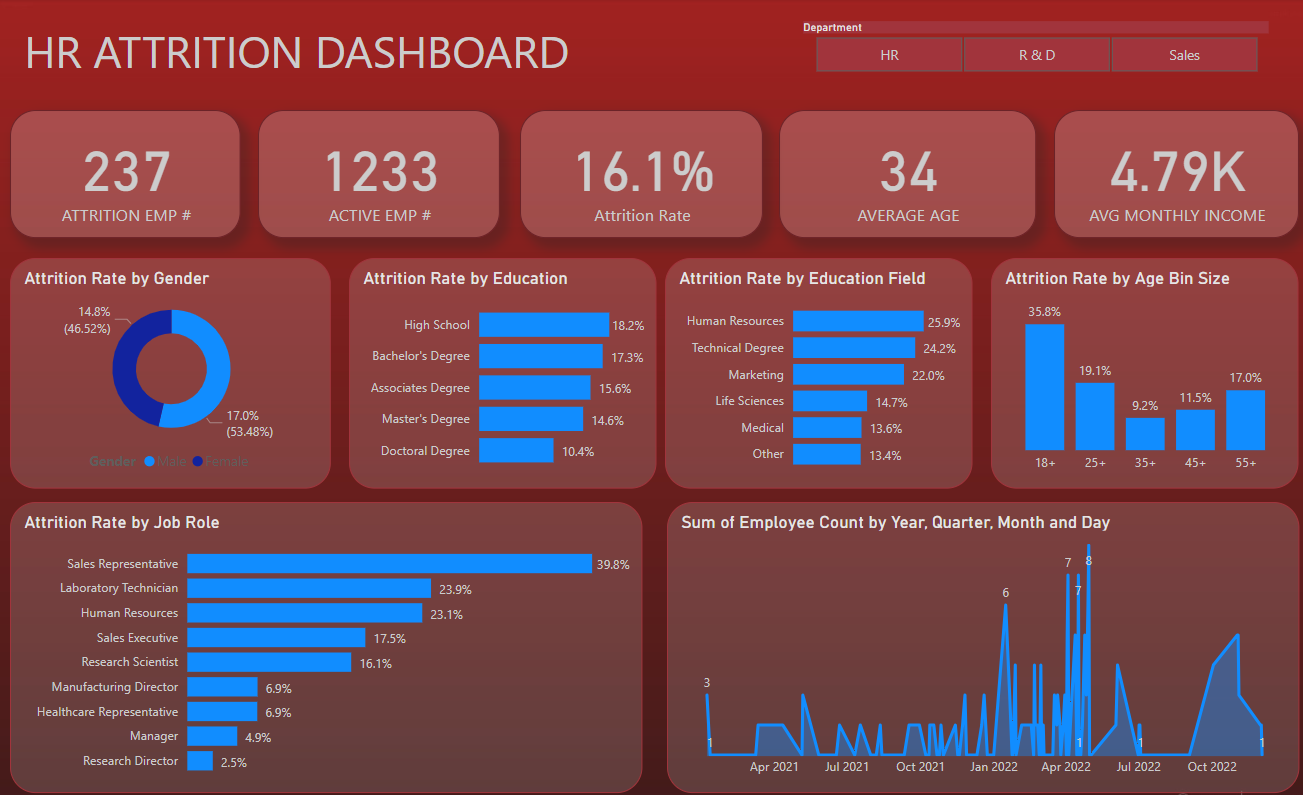 HR ATTRITION DASHBOARD
Department
HR
R & D
Sales
237
ATTRITION EMP #
1233
ACTIVE EMP #
16.1%
Attrition Rate
34
AVERAGE AGE
4.79K
AVG MONTHLY INCOME
Attrition Rate by Gender
14.8%
(46.52%)
17.0%
(53.48%)
Gender Male Female
Attrition Rate by Education
High School 18.2%
Bachelor's Degree 17.3%
Associates Degree 15.6%
Master's Degree 14.6%
Doctoral Degree 10.4%
Attrition Rate by Education Field
Human Resources 25.9%
Technical Degree 24.2%
Marketing 22.0%
Life Sciences 14.7%
Medical 13.6%
Other 13.4%
Attrition Rate by Age Bin Size
35.8%
19.1%
9.2%
11.5%
17.0%
18+ 25+ 35+ 45+ 55+
Attrition Rate by Job Role
Sales Representative 39.8%
Laboratory Technician 23.9%
Human Resources 23.1%
Sales Executive 17.5%
Research Scientist 16.1%
Manufacturing Director 6.9%
Healthcare Representative 6.9%
Manager 4.9%
Research Director 2.5%
Sum of Employee Count by Year, Quarter, Month and Day
7 8
6 7
3
1 1 1 1
Apr 2021 Jul 2021 Oct 2021 Jan 2022 Apr 2022 Jul 2022 Oct 2022